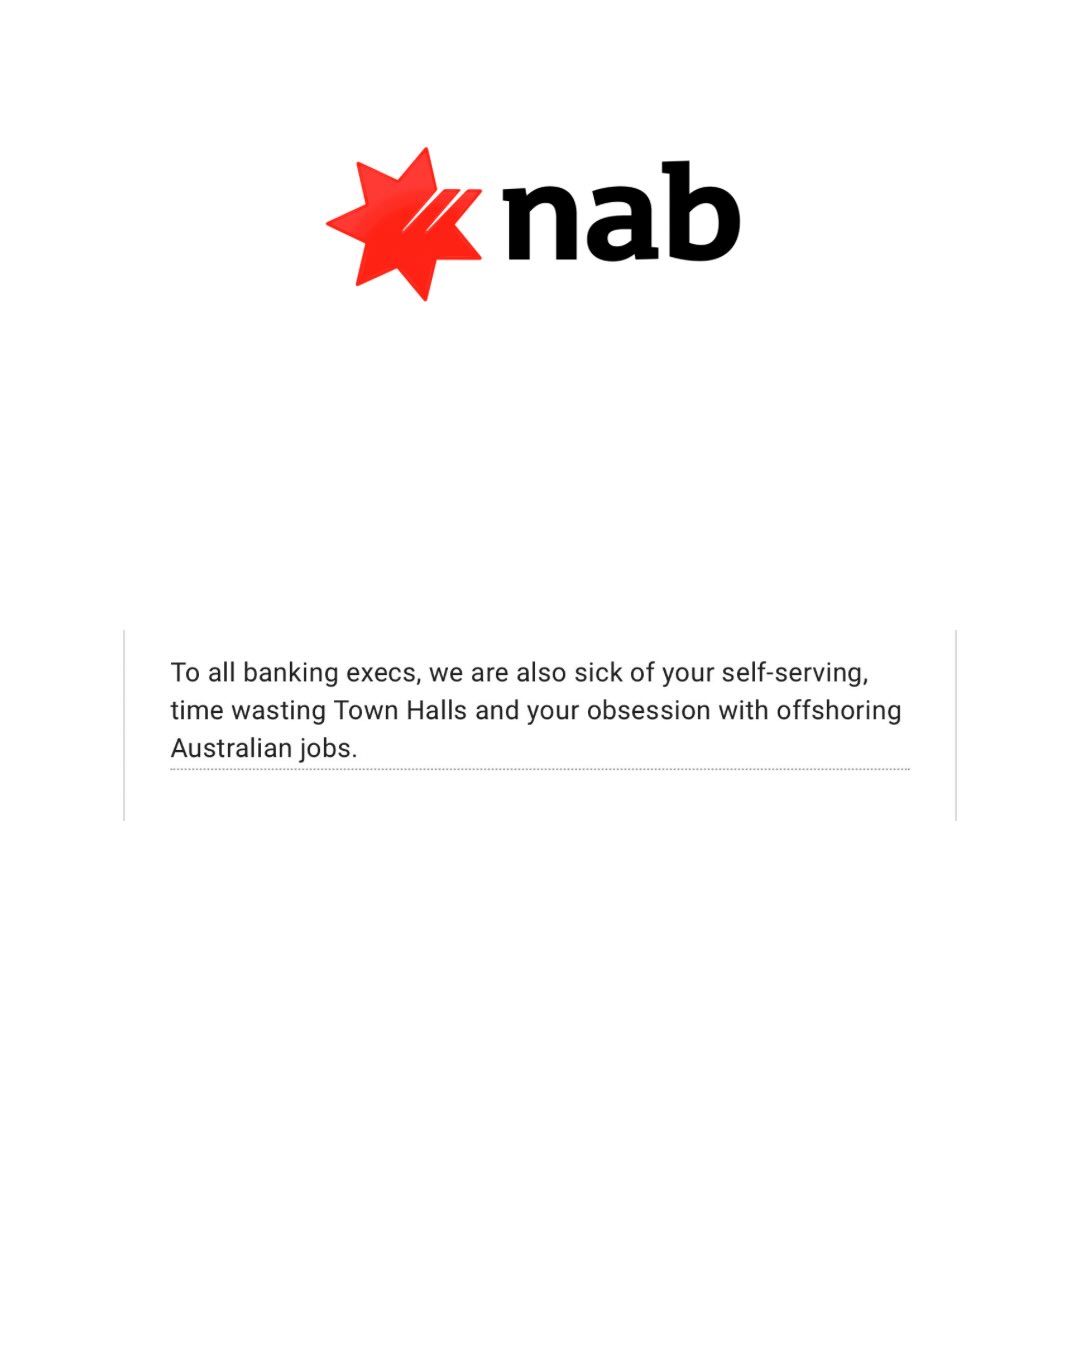 nab
To all banking execs, we are also sick of your self-serving,
time wasting Town Halls and your obsession with offshoring
Australian jobs.